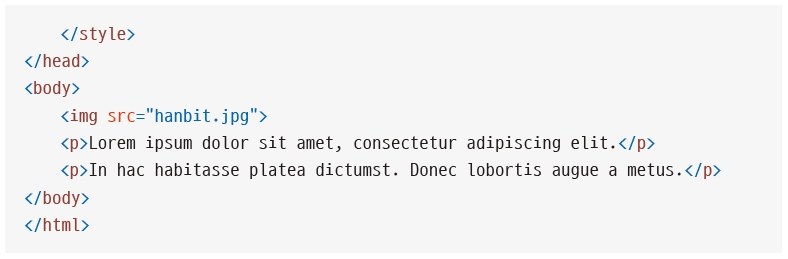 </style>
</head>
<body>
<img src="hanbit.jpg">
<p>Lorem ipsum dolor sit amet, consectetur adipiscing elit.</p>
<p>In hac habitasse platea dictumst. Donec lobortis augue a metus.</p>
</body>
</html>